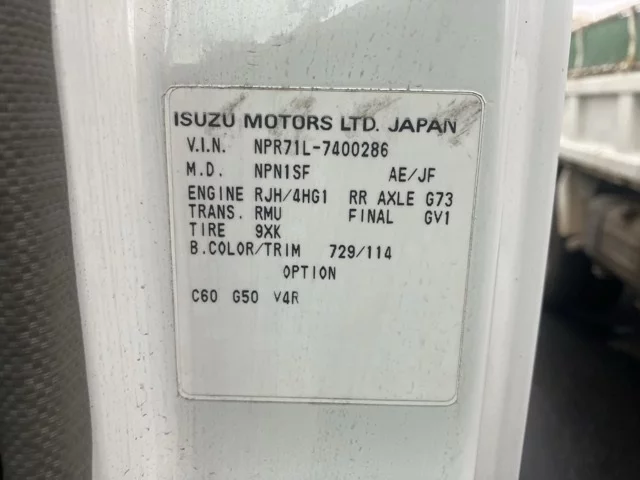 ISUZU MOTORS LTD. JAPAN
V.I.N. NPR71L-7400286
M.D. NPN1SF AE/JF
ENGINE RJH/4HG1 RR AXLE G73
TRANS. RMU FINAL GV1
TIRE 9XK
B.COLOR/TRIM 729/114
OPTION
C60 G50 V4R